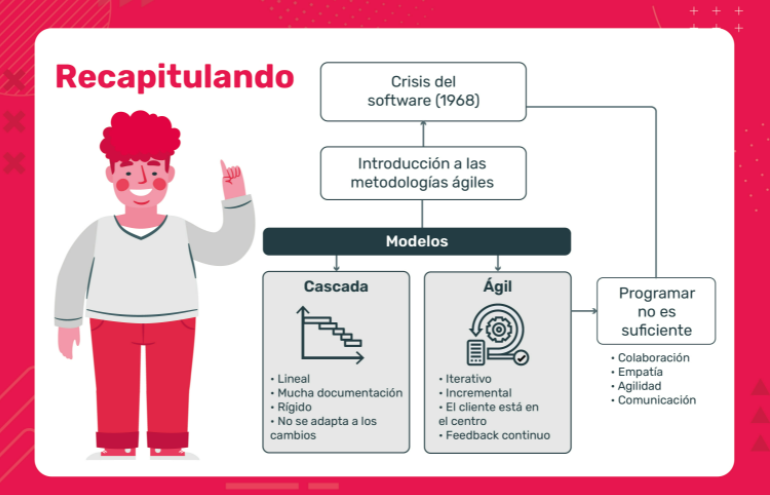 Recapitulando
Crisis del
software (1968)
Introducción a las
metodologías ágiles
Modelos
Cascada
• Lineal
• Mucha documentación
• Rígido
• No se adapta a los
cambios
Ágil
• Iterativo
• Incremental
• El cliente está en
el centro
• Feedback continuo
Programar
no es
suficiente
• Colaboración
• Empatía
• Agilidad
• Comunicación